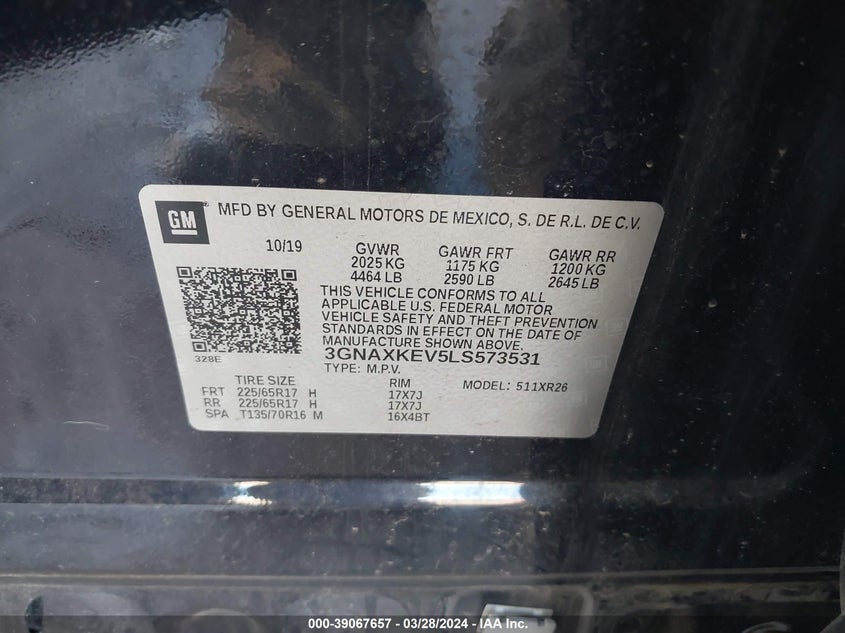 GM
MFD BY GENERAL MOTORS DE MEXICO, S. DE R.L. DE C.V.
10/19 GVWR GAWR FRT GAWR RR
2025 KG 1175 KG 1200 KG
4464 LB 2590 LB 2645 LB
THIS VEHICLE CONFORMS TO ALL
APPLICABLE U.S. FEDERAL MOTOR
VEHICLE SAFETY AND THEFT PREVENTION
STANDARDS IN EFFECT ON THE DATE OF
MANUFACTURE SHOWN ABOVE.
328E
3GNAXKEV5LS573531
TYPE: M.P.V.
TIRE SIZE RIM MODEL: 511XR26
FRT 225/65R17 H 17X7J
RR 225/65R17 H 17X7J
SPA T135/70R16 M 16X4BT
000-39067657 - 03/28/2024 - IAA Inc.